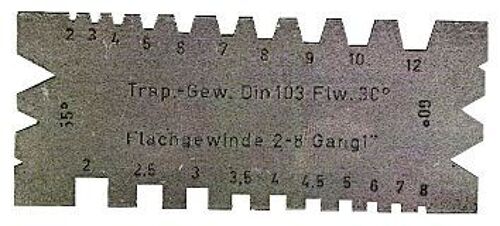 2 3 4 5 6 7 8 9 10 12
Trap.-Gew. Din 103 Flw. 30°
55° 60°
Flachgewinde 2-8 Gang 1"
2 2,5 3 3,5 4 4,5 5 6 7 8